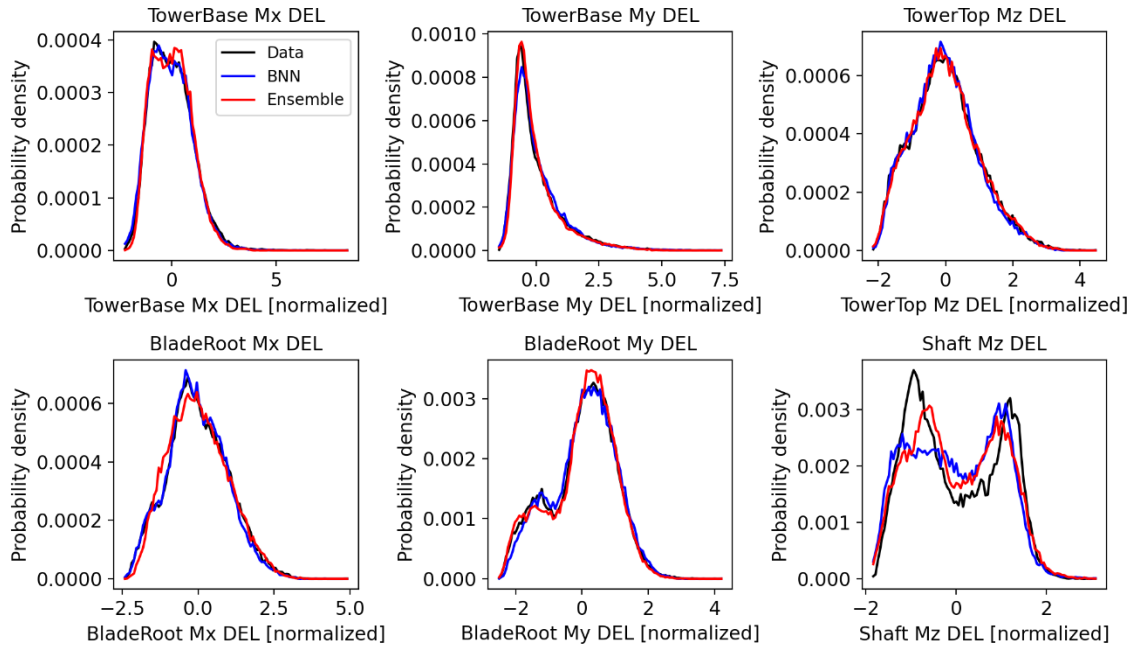 TowerBase Mx DEL
TowerBase My DEL
TowerTop Mz DEL
Probability density
0.0004
0.0003
0.0002
0.0001
0.0000
Data
BNN
Ensemble
0
5
TowerBase Mx DEL [normalized]
Probability density
0.0010
0.0008
0.0006
0.0004
0.0002
0.0000
0.0
2.5
5.0
7.5
TowerBase My DEL [normalized]
Probability density
0.0006
0.0004
0.0002
0.0000
−2
0
2
4
TowerTop Mz DEL [normalized]
BladeRoot Mx DEL
BladeRoot My DEL
Shaft Mz DEL
Probability density
0.0006
0.0004
0.0002
0.0000
−2.5
0.0
2.5
5.0
BladeRoot Mx DEL [normalized]
Probability density
0.003
0.002
0.001
0.000
−2
0
2
4
BladeRoot My DEL [normalized]
Probability density
0.003
0.002
0.001
0.000
−2
0
2
Shaft Mz DEL [normalized]